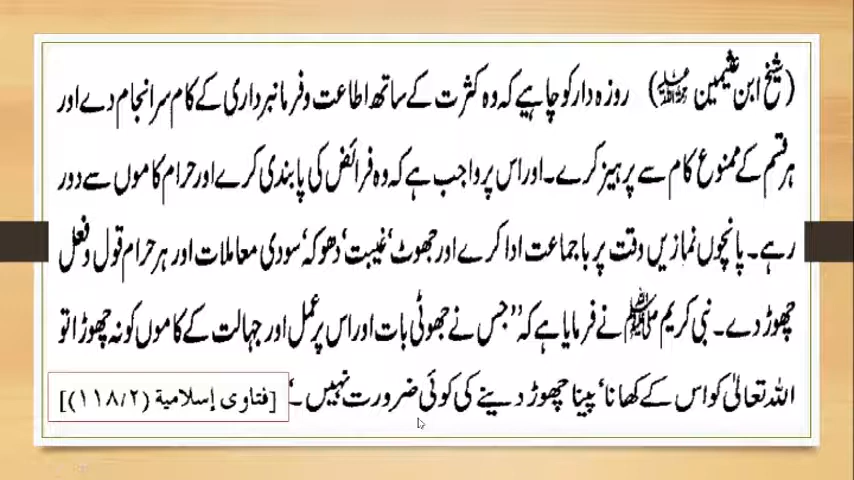 (شیخ ابن عثیمین ﷫) روزہ دار کو چاہیے کہ وہ کثرت کے ساتھ اطاعت و فرمانبرداری کے کام سرانجام دے اور
ہر قسم کے ممنوع کام سے پرہیز کرے۔ اور اس پر واجب ہے کہ وہ فرائض کی پابندی کرے اور حرام کاموں سے دور
رہے۔ پانچوں نمازیں وقت پر باجماعت ادا کرے اور جھوٹ‘ غیبت‘ دھوکہ‘ سودی معاملات اور ہر حرام قول و فعل
چھوڑ دے۔ نبی کریم ﷺ نے فرمایا ہے کہ ’’جس نے جھوٹی بات اور اس پر عمل اور جہالت کے کاموں کو نہ چھوڑا تو
اللہ تعالیٰ کو اس کے کھانا‘ پینا چھوڑ دینے کی کوئی ضرورت نہیں۔‘ [فتاوى إسلامية (١١٨/٢)]